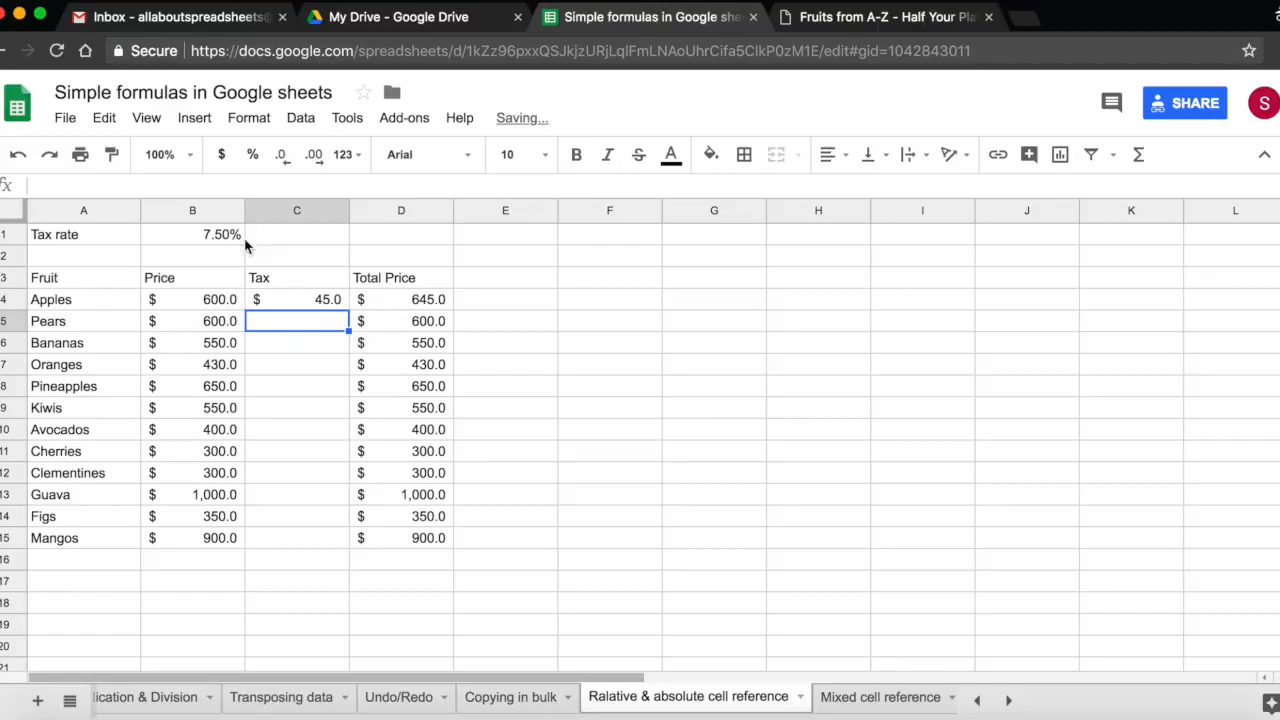 Inbox - allaboutspreadsheets@ My Drive - Google Drive Simple formulas in Google she Fruits from A-Z - Half Your Pla
Secure https://docs.google.com/spreadsheets/d/1kZz96pxxQSJkjzURjLqlFmLNAoUhrCifa5ClkP0zM1E/edit#gid=1042843011
Simple formulas in Google sheets
File Edit View Insert Format Data Tools Add-ons Help Saving... SHARE S
100% $ % .0 .00 123 Arial 10 B I S A Σ
fx
A B C D E F G H I J K L
1 Tax rate 7.50%
2
3 Fruit Price Tax Total Price
4 Apples $ 600.0 $ 45.0 $ 645.0
5 Pears $ 600.0 $ 600.0
6 Bananas $ 550.0 $ 550.0
7 Oranges $ 430.0 $ 430.0
8 Pineapples $ 650.0 $ 650.0
9 Kiwis $ 550.0 $ 550.0
10 Avocados $ 400.0 $ 400.0
11 Cherries $ 300.0 $ 300.0
12 Clementines $ 300.0 $ 300.0
13 Guava $ 1,000.0 $ 1,000.0
14 Figs $ 350.0 $ 350.0
15 Mangos $ 900.0 $ 900.0
16
17
18
19
20
21
lication & Division Transposing data Undo/Redo Copying in bulk Ralative & absolute cell reference Mixed cell reference